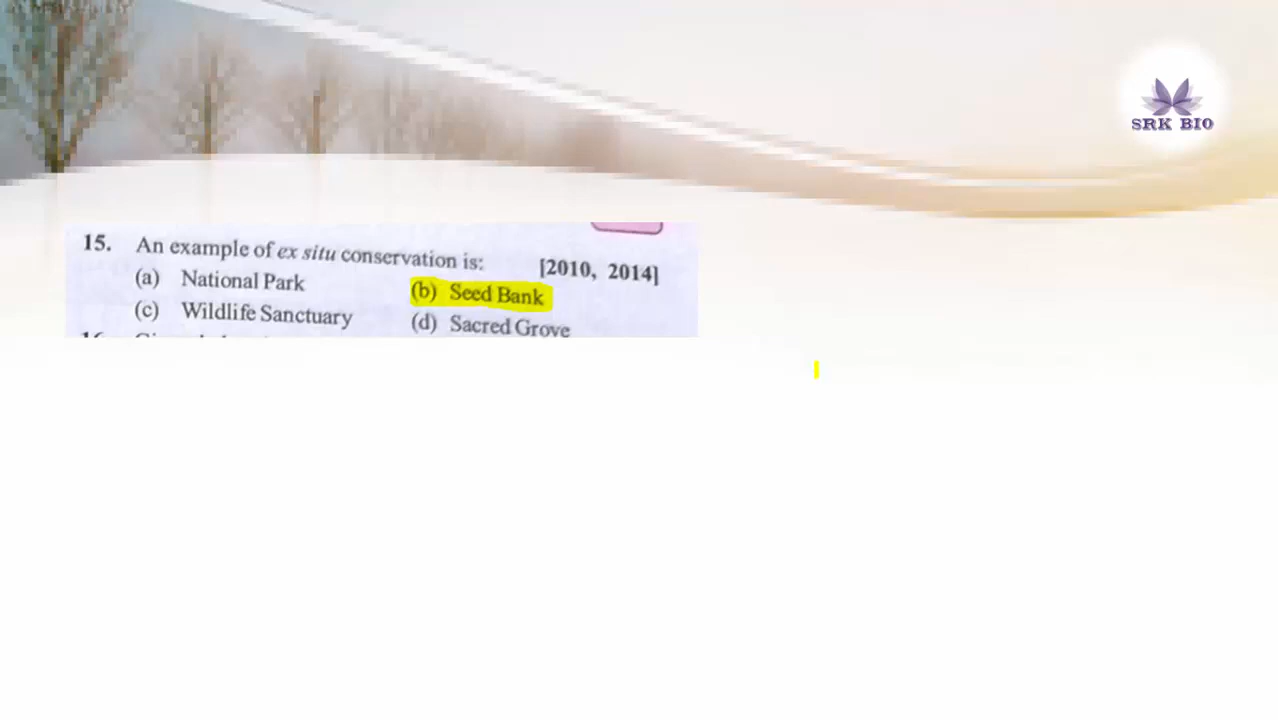 SRK BIO
15. An example of ex situ conservation is: [2010, 2014]
(a) National Park (b) Seed Bank
(c) Wildlife Sanctuary (d) Sacred Grove